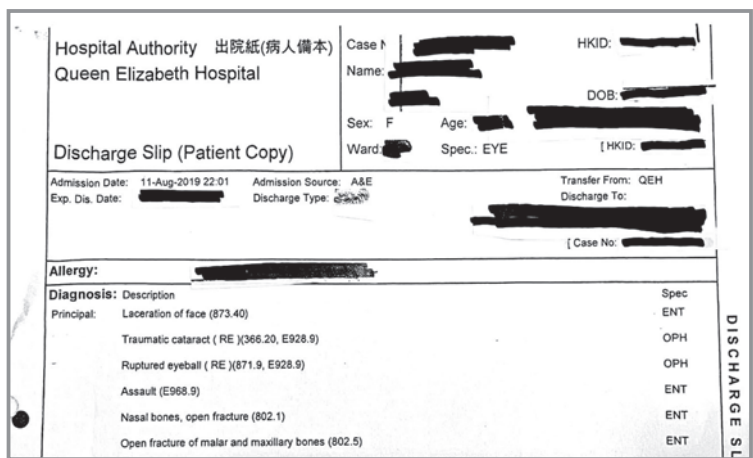 Hospital Authority 出院紙(病人備本)
Queen Elizabeth Hospital
Discharge Slip (Patient Copy)
Case N
HKID:
Name:
DOB:
Sex: F Age:
Ward: Spec.: EYE [ HKID:
Admission Date: 11-Aug-2019 22:01 Admission Source: A&E Transfer From: QEH
Exp. Dis. Date: Discharge Type: Discharge To:
[ Case No:
Allergy:
Diagnosis: Description Spec
Principal: Laceration of face (873.40) ENT
Traumatic cataract ( RE )(366.20, E928.9) OPH
Ruptured eyeball ( RE )(871.9, E928.9) OPH
Assault (E968.9) ENT
Nasal bones, open fracture (802.1) ENT
Open fracture of malar and maxillary bones (802.5) ENT
DISCHARGE SL